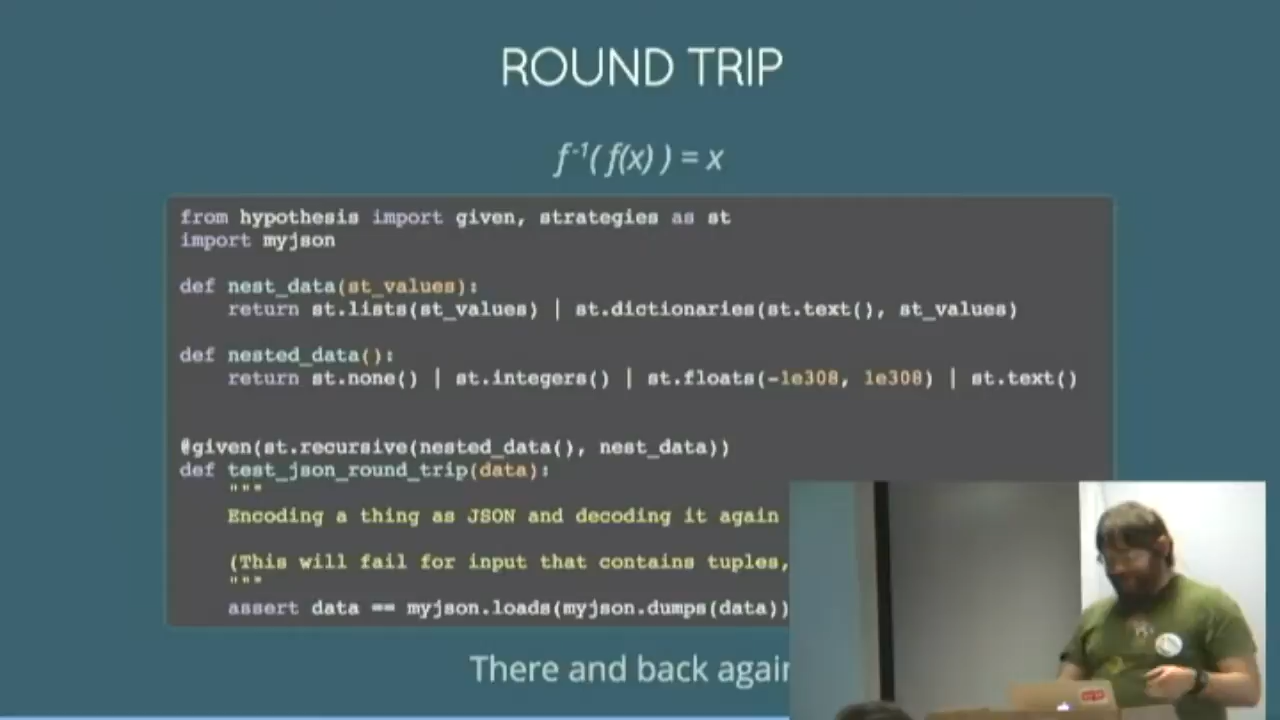 ROUND TRIP
f⁻¹( f(x) ) = x
from hypothesis import given, strategies as st
import myjson
def nest_data(st_values):
    return st.lists(st_values) | st.dictionaries(st.text(), st_values)
def nested_data():
    return st.none() | st.integers() | st.floats(-1e308, 1e308) | st.text()
@given(st.recursive(nested_data(), nest_data))
def test_json_round_trip(data):
    """
    Encoding a thing as JSON and decoding it again
    (This will fail for input that contains tuples,
    """
    assert data == myjson.loads(myjson.dumps(data))
There and back again